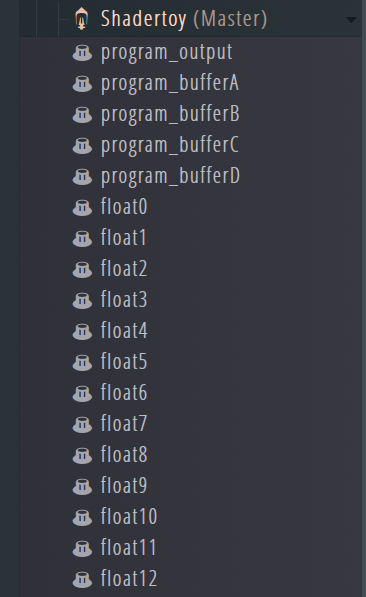 Shadertoy (Master)
program_output
program_bufferA
program_bufferB
program_bufferC
program_bufferD
float0
float1
float2
float3
float4
float5
float6
float7
float8
float9
float10
float11
float12